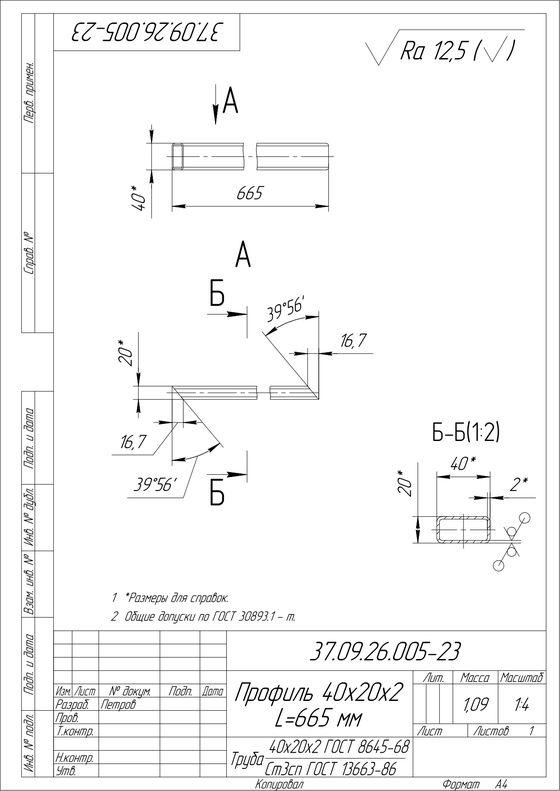 37.09.26.005-23
Ra 12,5 (√)
А
40*
665
А
Б
39°56'
16,7
20*
16,7
39°56'
Б
Б-Б(1:2)
40*
20*
2*
1 *Размеры для справок.
2 Общие допуски по ГОСТ 30893.1 - m.
Перв. примен.
Справ. №
Подп. и дата
Инв. № дубл.
Взам. инв. №
Подп. и дата
Инв. № подл.
37.09.26.005-23
Лит. Масса Масштаб
Изм. Лист № докум. Подп. Дата
Разраб. Петров
Пров.
Т.контр.
Н.контр.
Утв.
Профиль 40х20х2
L=665 мм
1,09 1:4
Лист Листов 1
Труба 40х20х2 ГОСТ 8645-68
Ст3сп ГОСТ 13663-86
Копировал Формат А4